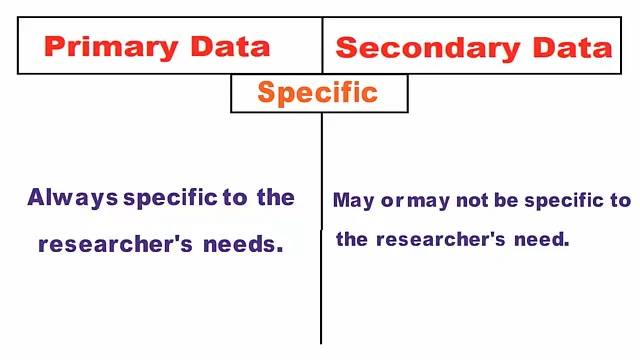 Primary Data
Secondary Data
Specific
Always specific to the
researcher's needs.
May or may not be specific to
the researcher's need.